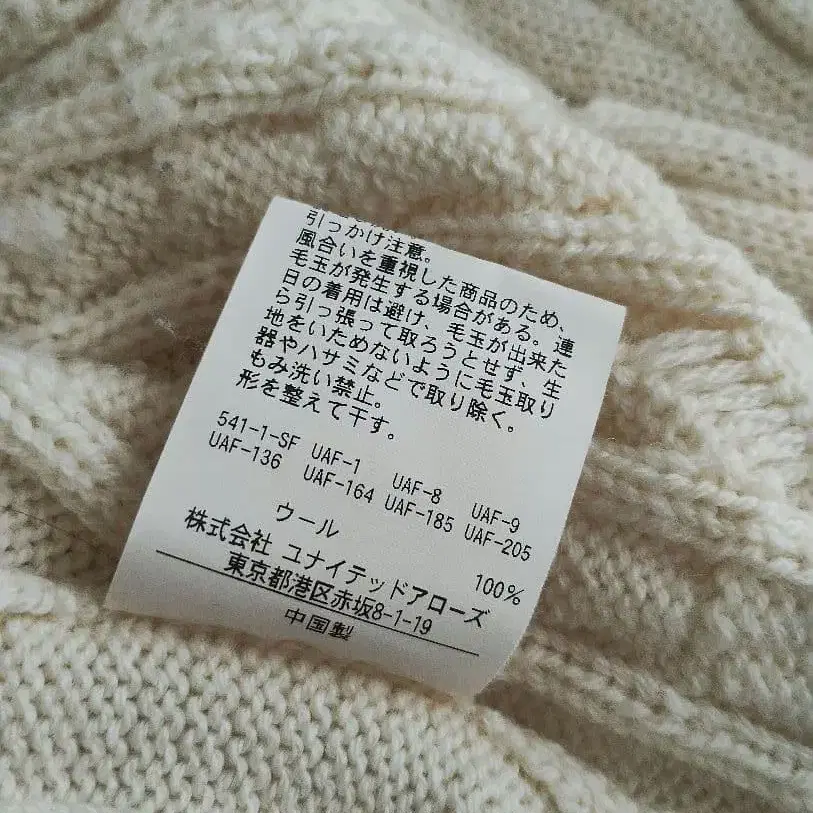 引っかけ注意。
風合いを重視した商品のため、
毛玉が発生する場合がある。連
日の着用は避け、毛玉が出来た
ら引っ張って取ろうとせず、生
地をいためないように毛玉取り
器やハサミなどで取り除く。
もみ洗い禁止。
形を整えて干す。
541-1-SF UAF-1 UAF-8 UAF-9
UAF-136 UAF-164 UAF-185 UAF-205
ウール 100%
株式会社 ユナイテッドアローズ
東京都港区赤坂8-1-19
中国製